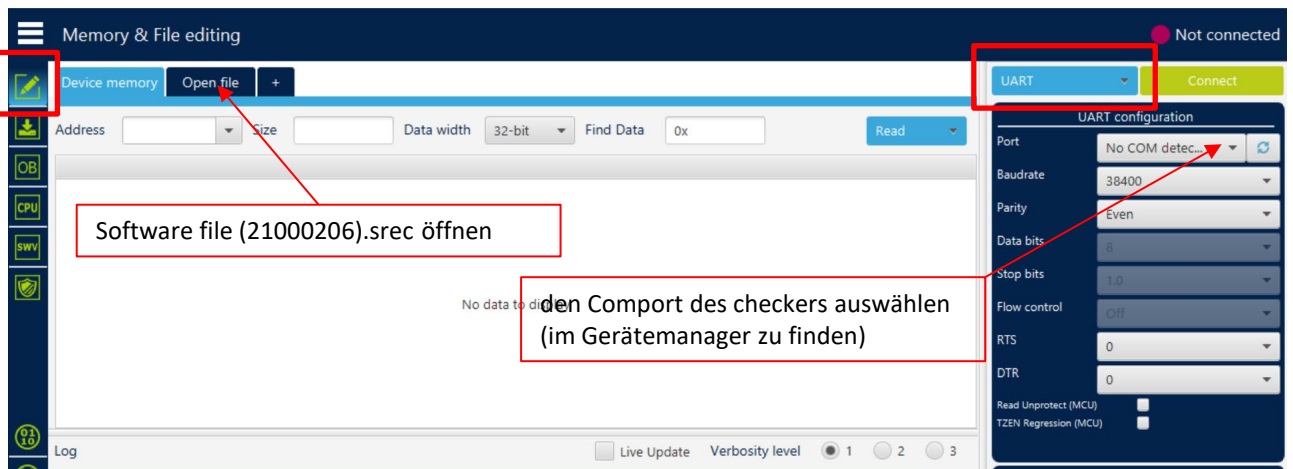 Memory & File editing
Not connected
Device memory
Open file
+
UART
Connect
Address
Size
Data width
32-bit
Find Data
0x
Read
UART configuration
Port
No COM detec...
Baudrate
38400
Parity
Even
Data bits
8
Stop bits
1.0
Flow control
Off
RTS
0
DTR
0
Read Unprotect (MCU)
TZEN Regression (MCU)
OB
CPU
SWV
Software file (21000206).srec öffnen
No data to
den Comport des checkers auswählen
(im Gerätemanager zu finden)
01
10
Log
Live Update
Verbosity level
1
2
3